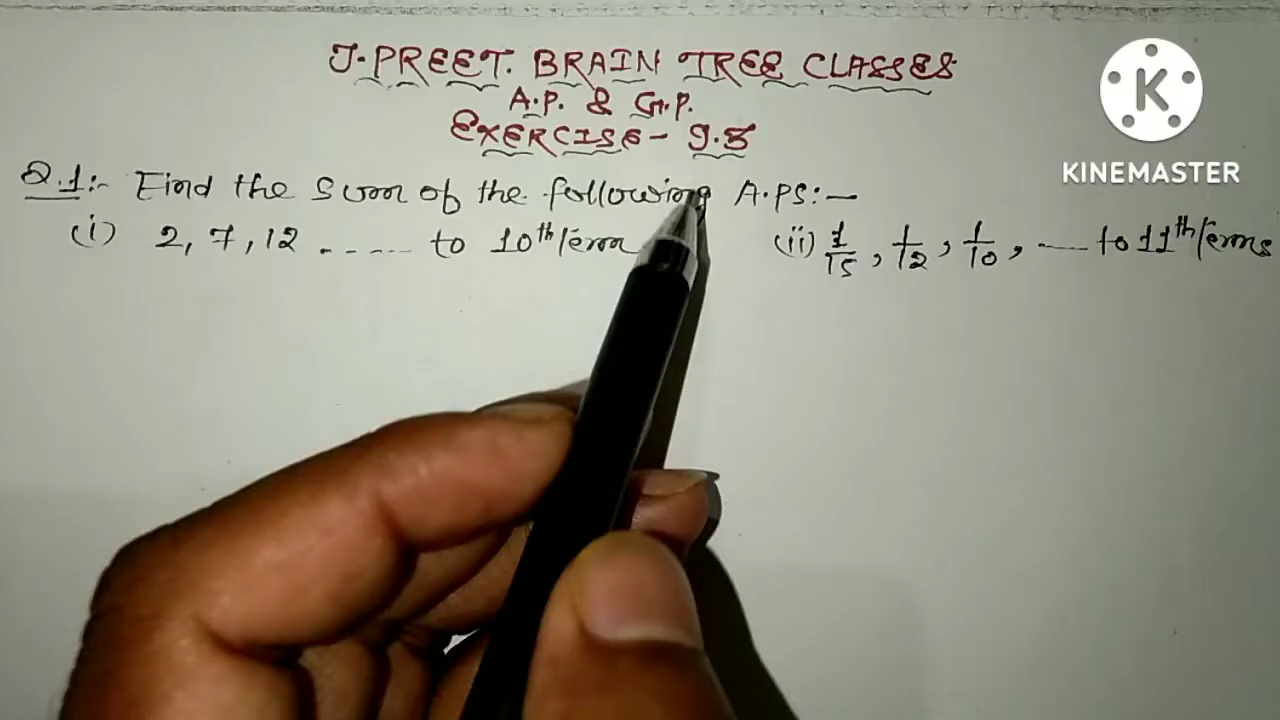 J.PREET. BRAIN TREE CLASSES
A.P. & G.P.
EXERCISE - 9.3
Q.1:- Find the Sum of the following A.PS:-
(i) 2, 7, 12 ..... to 10th term
(ii) 1/15, 1/12, 1/10, ---- to 11th terms
K
KINEMASTER